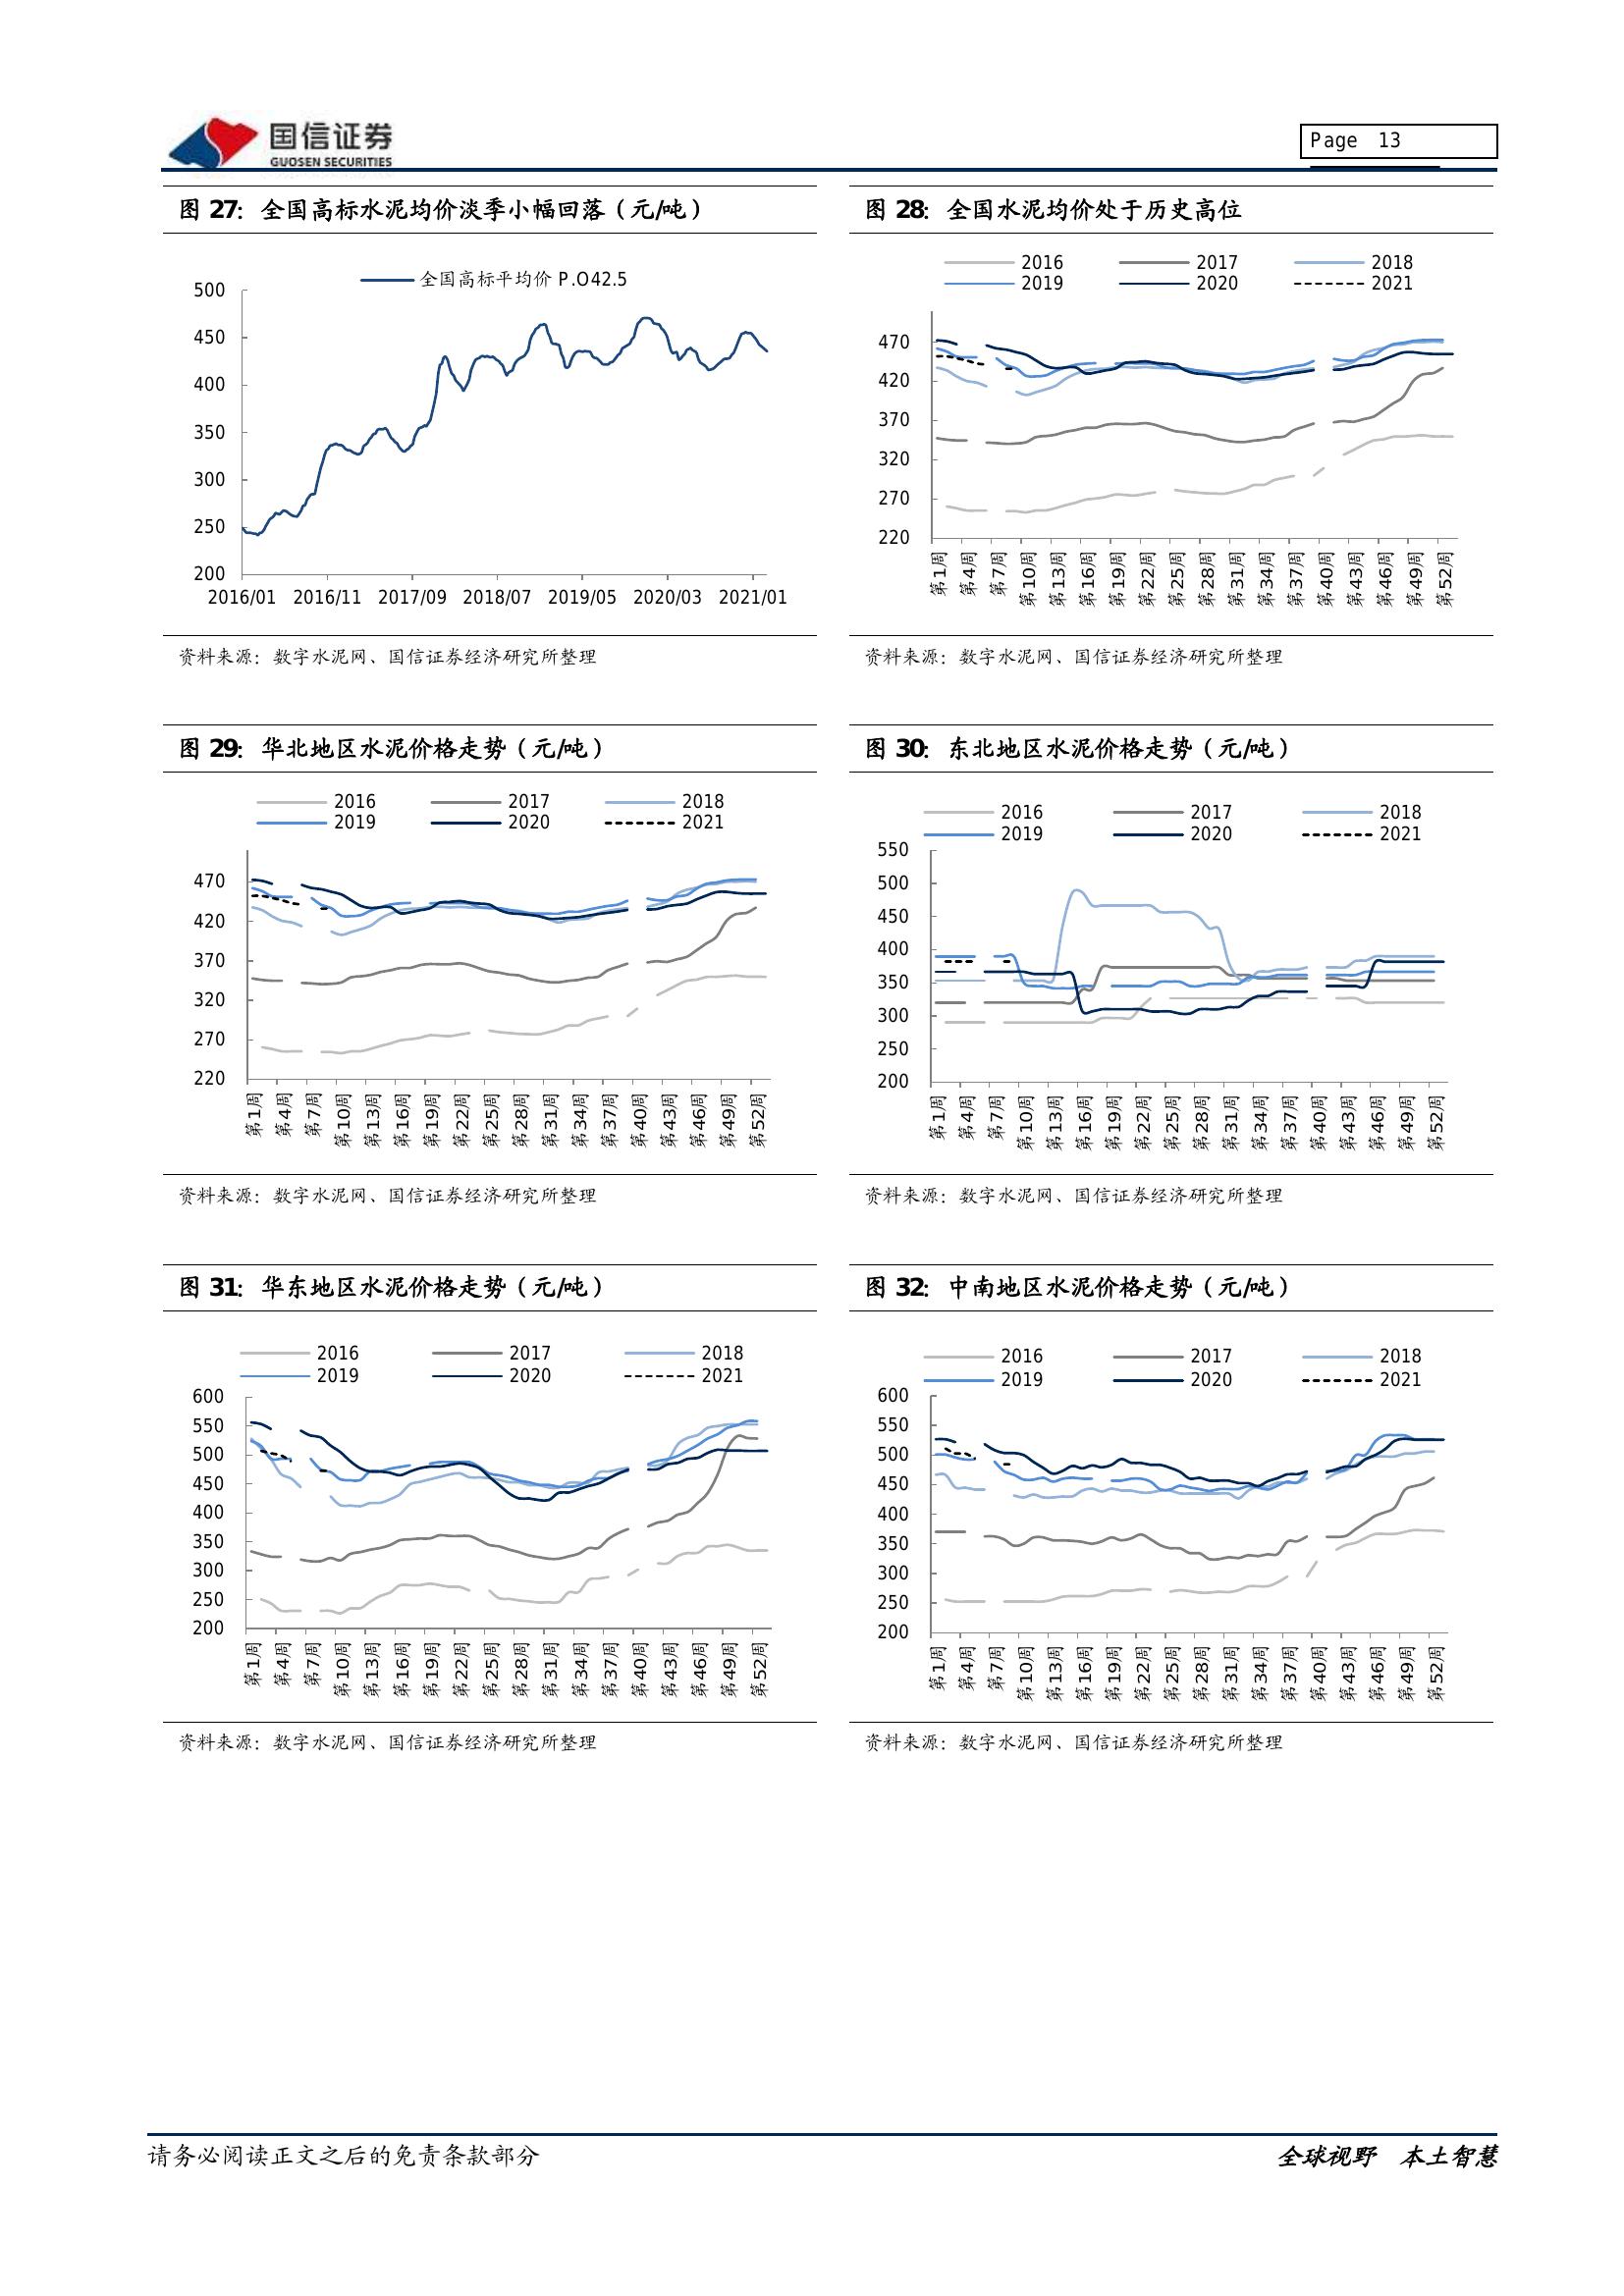 国信证券
GUOSEN SECURITIES
Page 13
图 27：全国高标水泥均价淡季小幅回落（元/吨）
全国高标平均价 P.O42.5
500
450
400
350
300
250
200
2016/01 2016/11 2017/09 2018/07 2019/05 2020/03 2021/01
资料来源：数字水泥网、国信证券经济研究所整理
图 28：全国水泥均价处于历史高位
2016 2017 2018
2019 2020 2021
470
420
370
320
270
220
第1周 第4周 第7周 第10周 第13周 第16周 第19周 第22周 第25周 第28周 第31周 第34周 第37周 第40周 第43周 第46周 第49周 第52周
资料来源：数字水泥网、国信证券经济研究所整理
图 29：华北地区水泥价格走势（元/吨）
2016 2017 2018
2019 2020 2021
470
420
370
320
270
220
第1周 第4周 第7周 第10周 第13周 第16周 第19周 第22周 第25周 第28周 第31周 第34周 第37周 第40周 第43周 第46周 第49周 第52周
资料来源：数字水泥网、国信证券经济研究所整理
图 30：东北地区水泥价格走势（元/吨）
2016 2017 2018
2019 2020 2021
550
500
450
400
350
300
250
200
第1周 第4周 第7周 第10周 第13周 第16周 第19周 第22周 第25周 第28周 第31周 第34周 第37周 第40周 第43周 第46周 第49周 第52周
资料来源：数字水泥网、国信证券经济研究所整理
图 31：华东地区水泥价格走势（元/吨）
2016 2017 2018
2019 2020 2021
600
550
500
450
400
350
300
250
200
第1周 第4周 第7周 第10周 第13周 第16周 第19周 第22周 第25周 第28周 第31周 第34周 第37周 第40周 第43周 第46周 第49周 第52周
资料来源：数字水泥网、国信证券经济研究所整理
图 32：中南地区水泥价格走势（元/吨）
2016 2017 2018
2019 2020 2021
600
550
500
450
400
350
300
250
200
第1周 第4周 第7周 第10周 第13周 第16周 第19周 第22周 第25周 第28周 第31周 第34周 第37周 第40周 第43周 第46周 第49周 第52周
资料来源：数字水泥网、国信证券经济研究所整理
请务必阅读正文之后的免责条款部分
全球视野 本土智慧